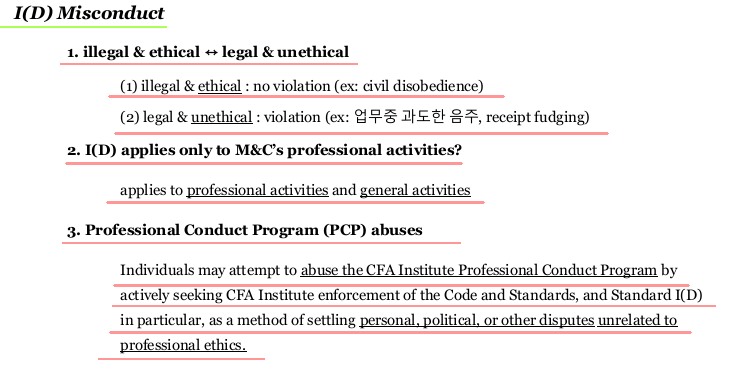 I(D) Misconduct
1. illegal & ethical ↔ legal & unethical
(1) illegal & ethical : no violation (ex: civil disobedience)
(2) legal & unethical : violation (ex: 업무중 과도한 음주, receipt fudging)
2. I(D) applies only to M&C’s professional activities?
applies to professional activities and general activities
3. Professional Conduct Program (PCP) abuses
Individuals may attempt to abuse the CFA Institute Professional Conduct Program by
actively seeking CFA Institute enforcement of the Code and Standards, and Standard I(D)
in particular, as a method of settling personal, political, or other disputes unrelated to
professional ethics.